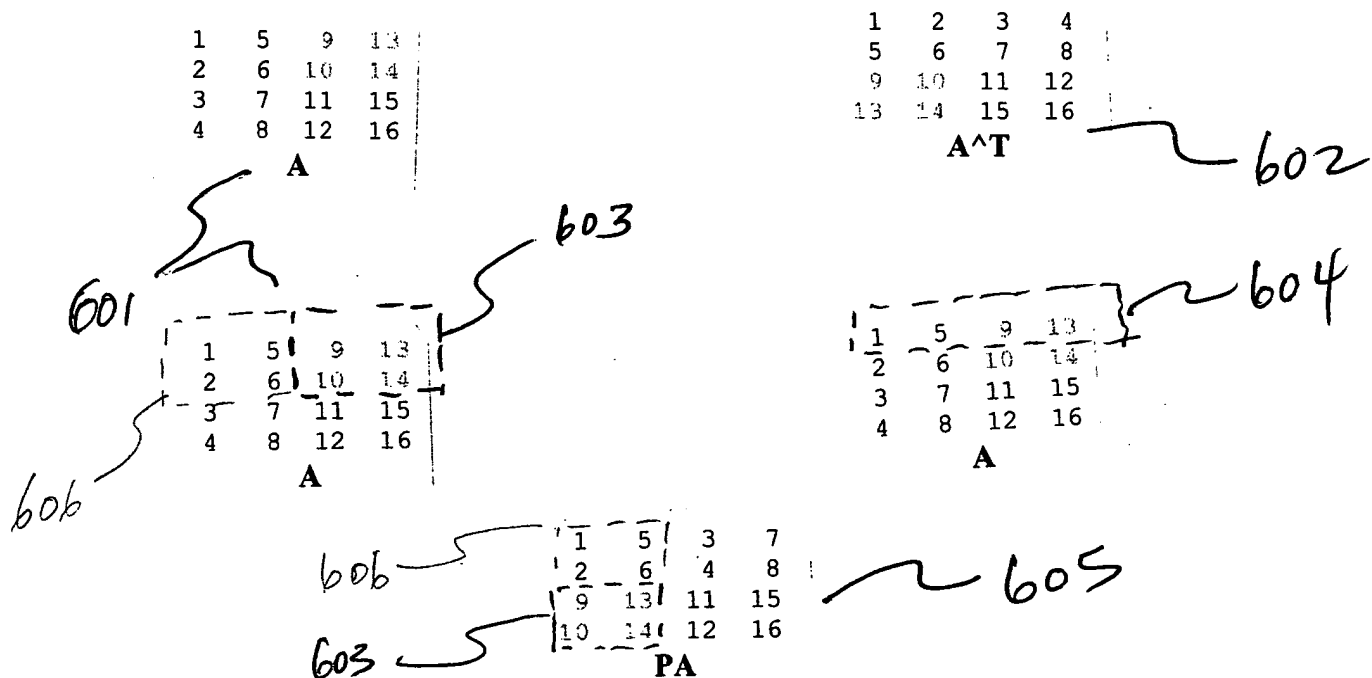 1 5 9 13
2 6 10 14
3 7 11 15
4 8 12 16
A
1 2 3 4
5 6 7 8
9 10 11 12
13 14 15 16
A^T
602
603
601
1 5 9 13
2 6 10 14
3 7 11 15
4 8 12 16
A
606
604
1 5 9 13
2 6 10 14
3 7 11 15
4 8 12 16
A
606
1 5 3 7
2 6 4 8
9 13 11 15
10 14 12 16
PA
605
603